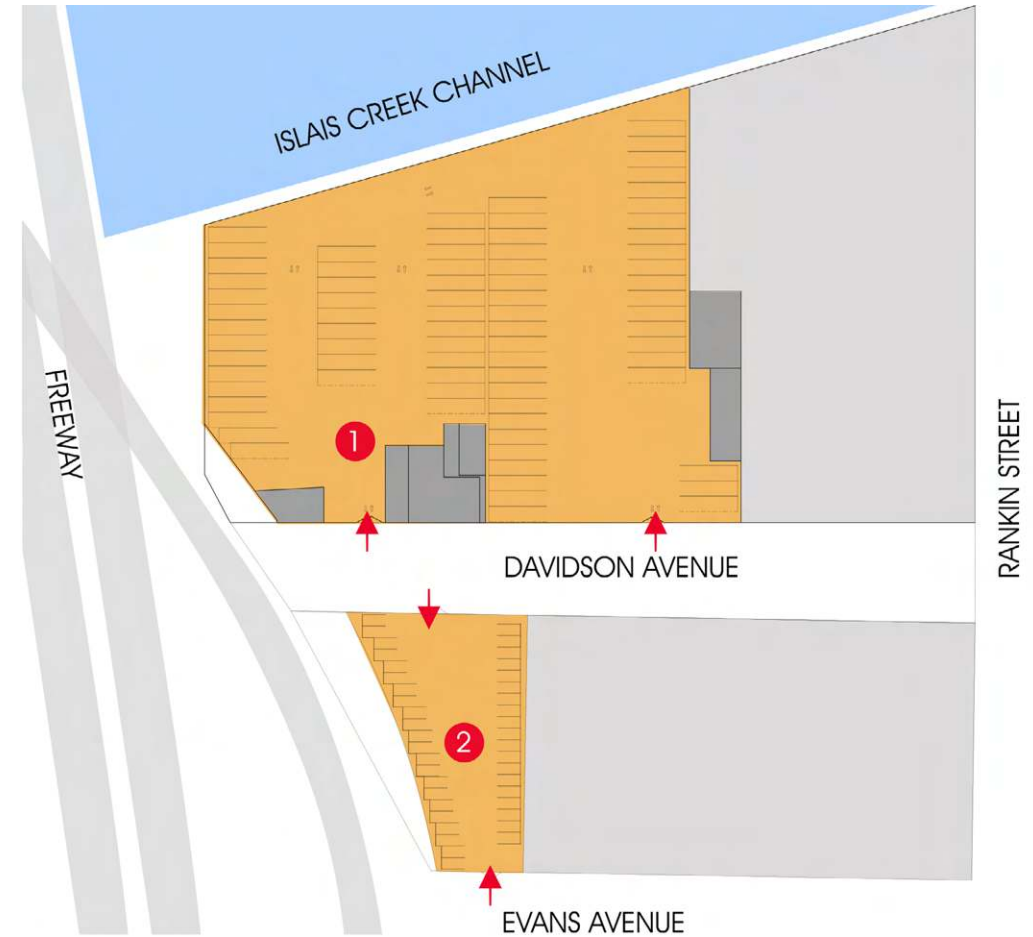 ISLAIS CREEK CHANNEL
FREEWAY
1
RANKIN STREET
DAVIDSON AVENUE
2
EVANS AVENUE